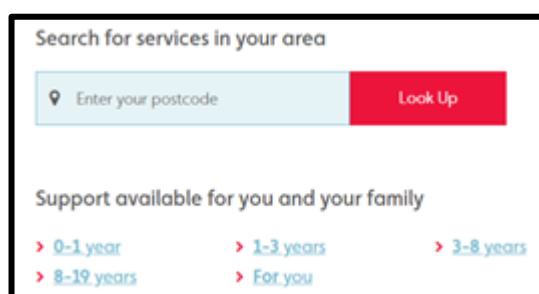 Search for services in your area
Enter your postcode Look Up
Support available for you and your family
0-1 year 1-3 years 3-8 years
8-19 years For you